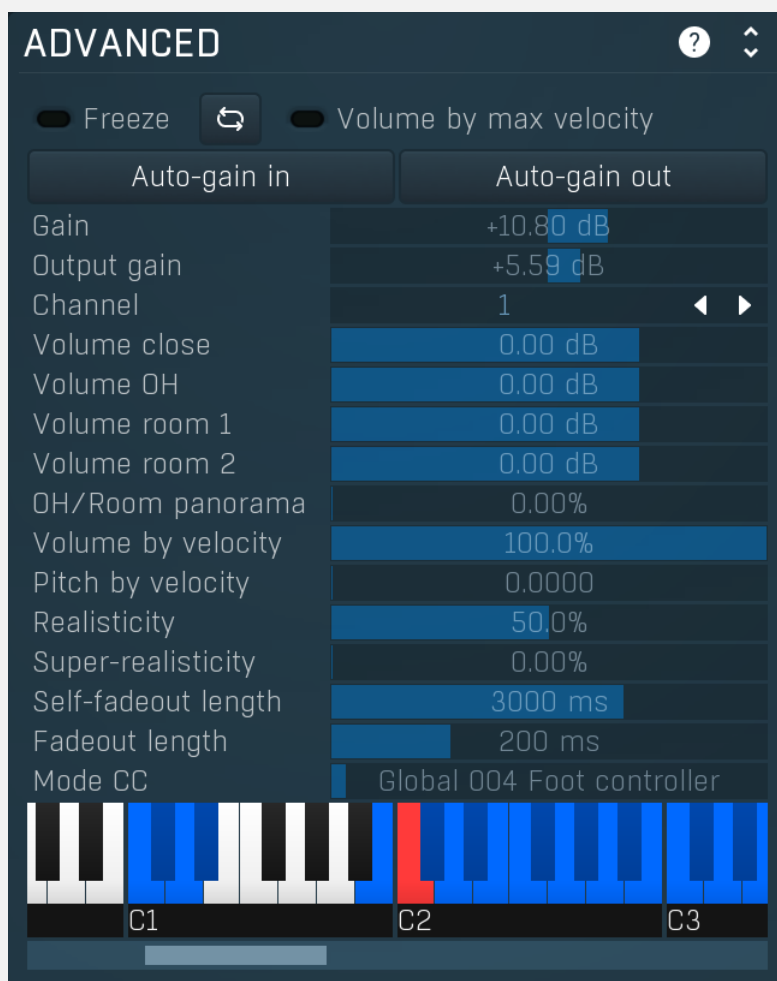 ADVANCED ?
Freeze Volume by max velocity
Auto-gain in Auto-gain out
Gain +10.80 dB
Output gain +5.59 dB
Channel 1
Volume close 0.00 dB
Volume OH 0.00 dB
Volume room 1 0.00 dB
Volume room 2 0.00 dB
OH/Room panorama 0.00%
Volume by velocity 100.0%
Pitch by velocity 0.0000
Realisticity 50.0%
Super-realisticity 0.00%
Self-fadeout length 3000 ms
Fadeout length 200 ms
Mode CC Global 004 Foot controller
C1 C2 C3